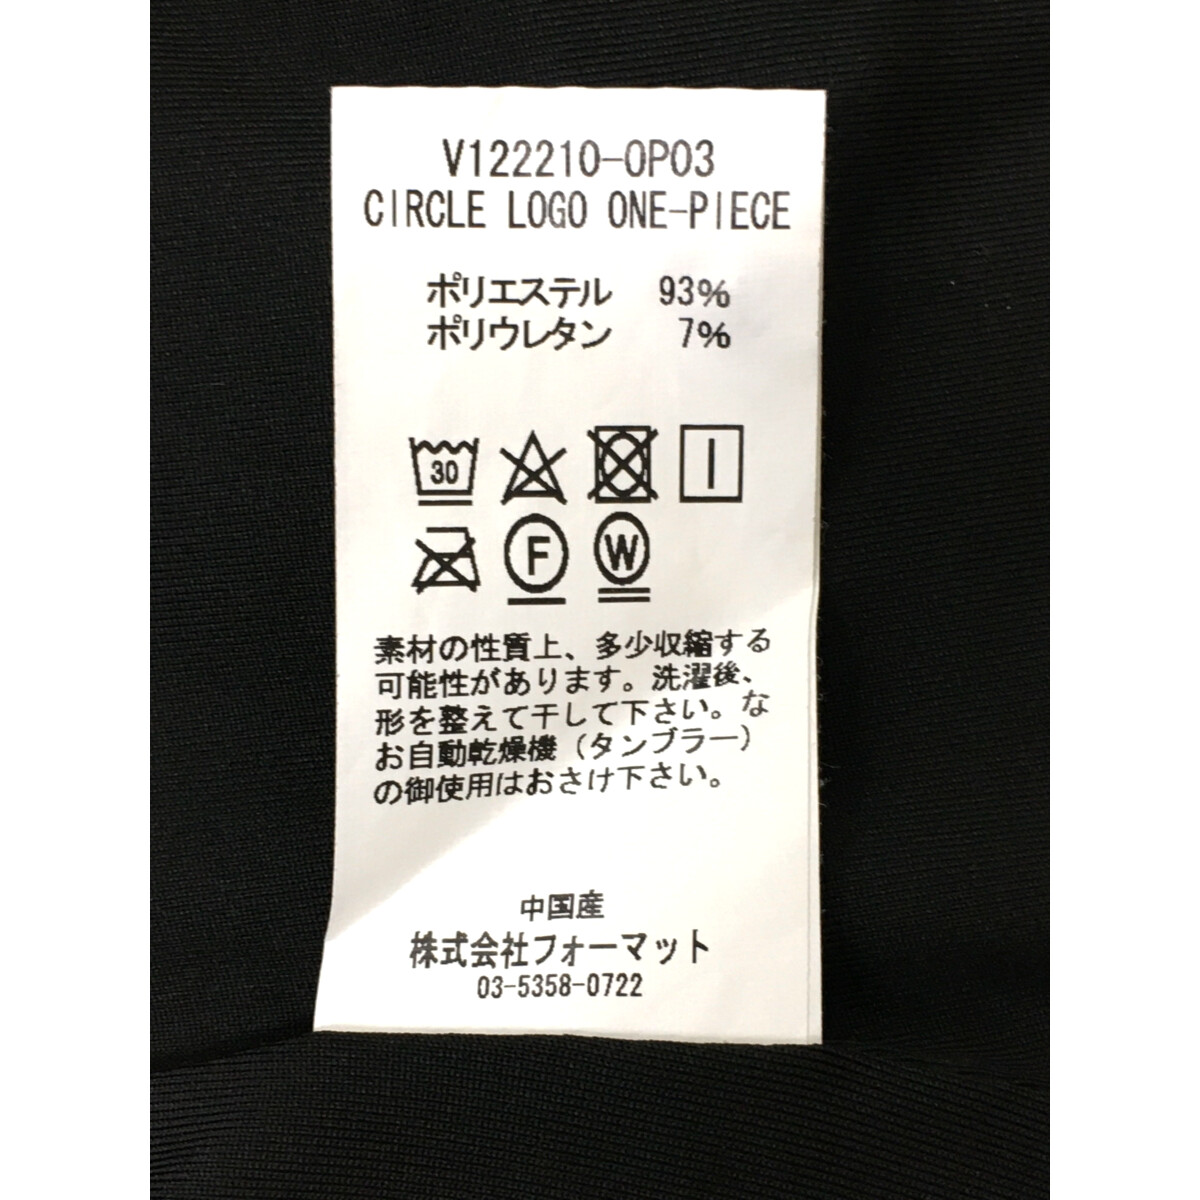 V122210-OP03
CIRCLE LOGO ONE-PIECE
ポリエステル 93%
ポリウレタン 7%
30
F
W
素材の性質上、多少収縮する
可能性があります。洗濯後、
形を整えて干して下さい。な
お自動乾燥機(タンブラー)
の御使用はおさけ下さい。
中国産
株式会社フォーマット
03-5358-0722